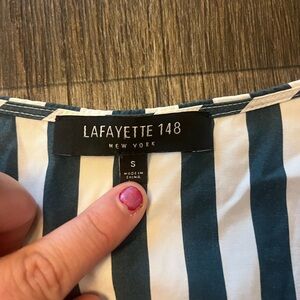 LAFAYETTE 148
NEW YORK
S
MADE IN
CHINA